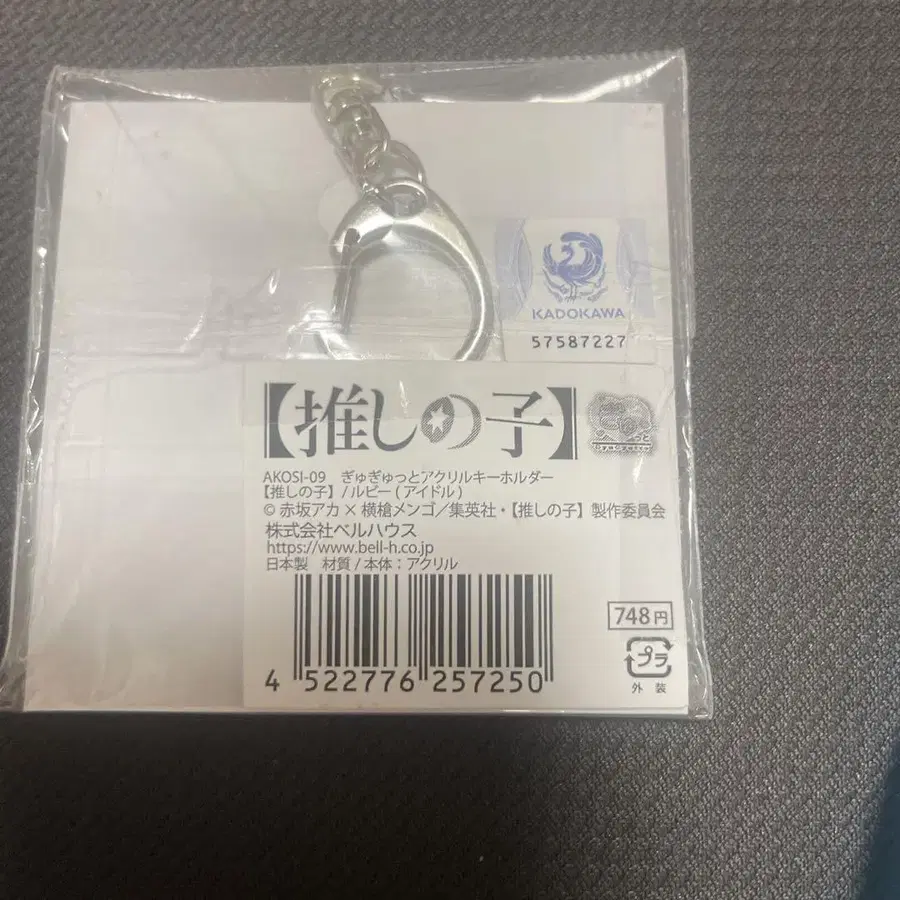 KADOKAWA
57587227
【推しの子】
AKOSI-09 ぎゅぎゅっとアクリルキーホルダー
【推しの子】/ルビー(アイドル)
© 赤坂アカ×横槍メンゴ／集英社・【推しの子】製作委員会
株式会社ベルハウス
https://www.bell-h.co.jp
日本製 材質/本体：アクリル
4 522776 257250
748円
プラ
外装